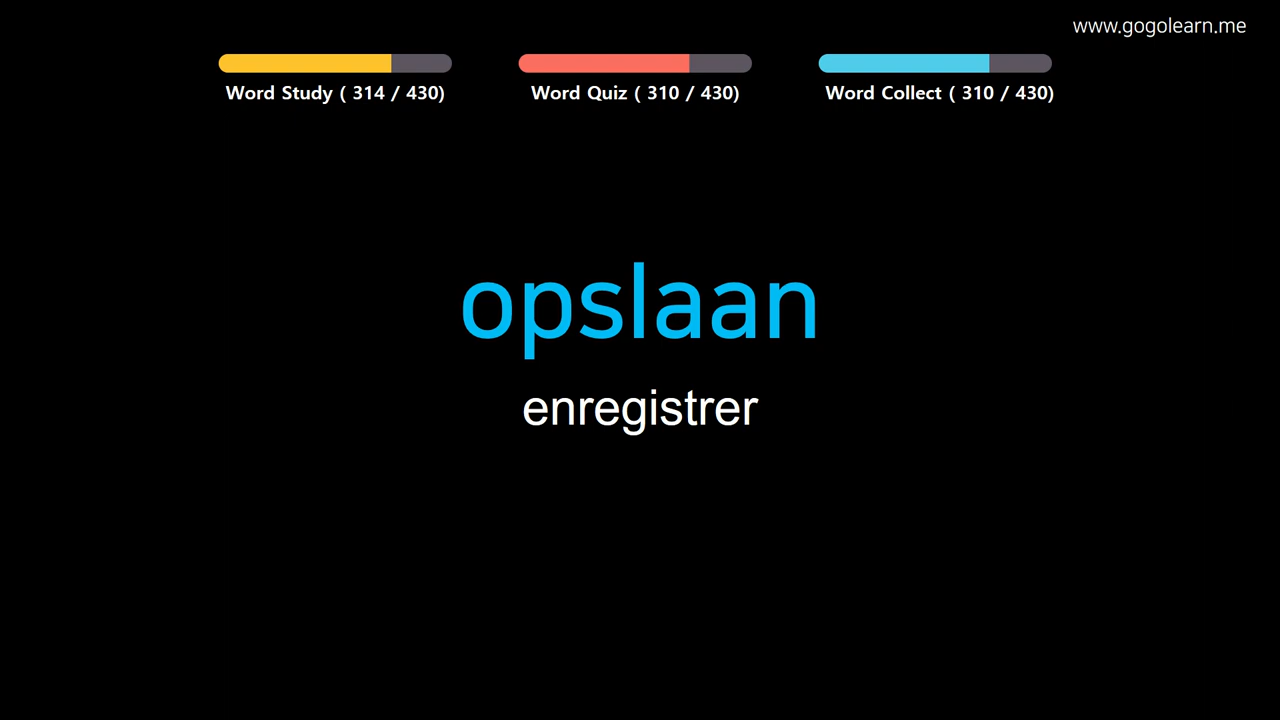 www.gogolearn.me
Word Study ( 314 / 430)
Word Quiz ( 310 / 430)
Word Collect ( 310 / 430)
opslaan
enregistrer